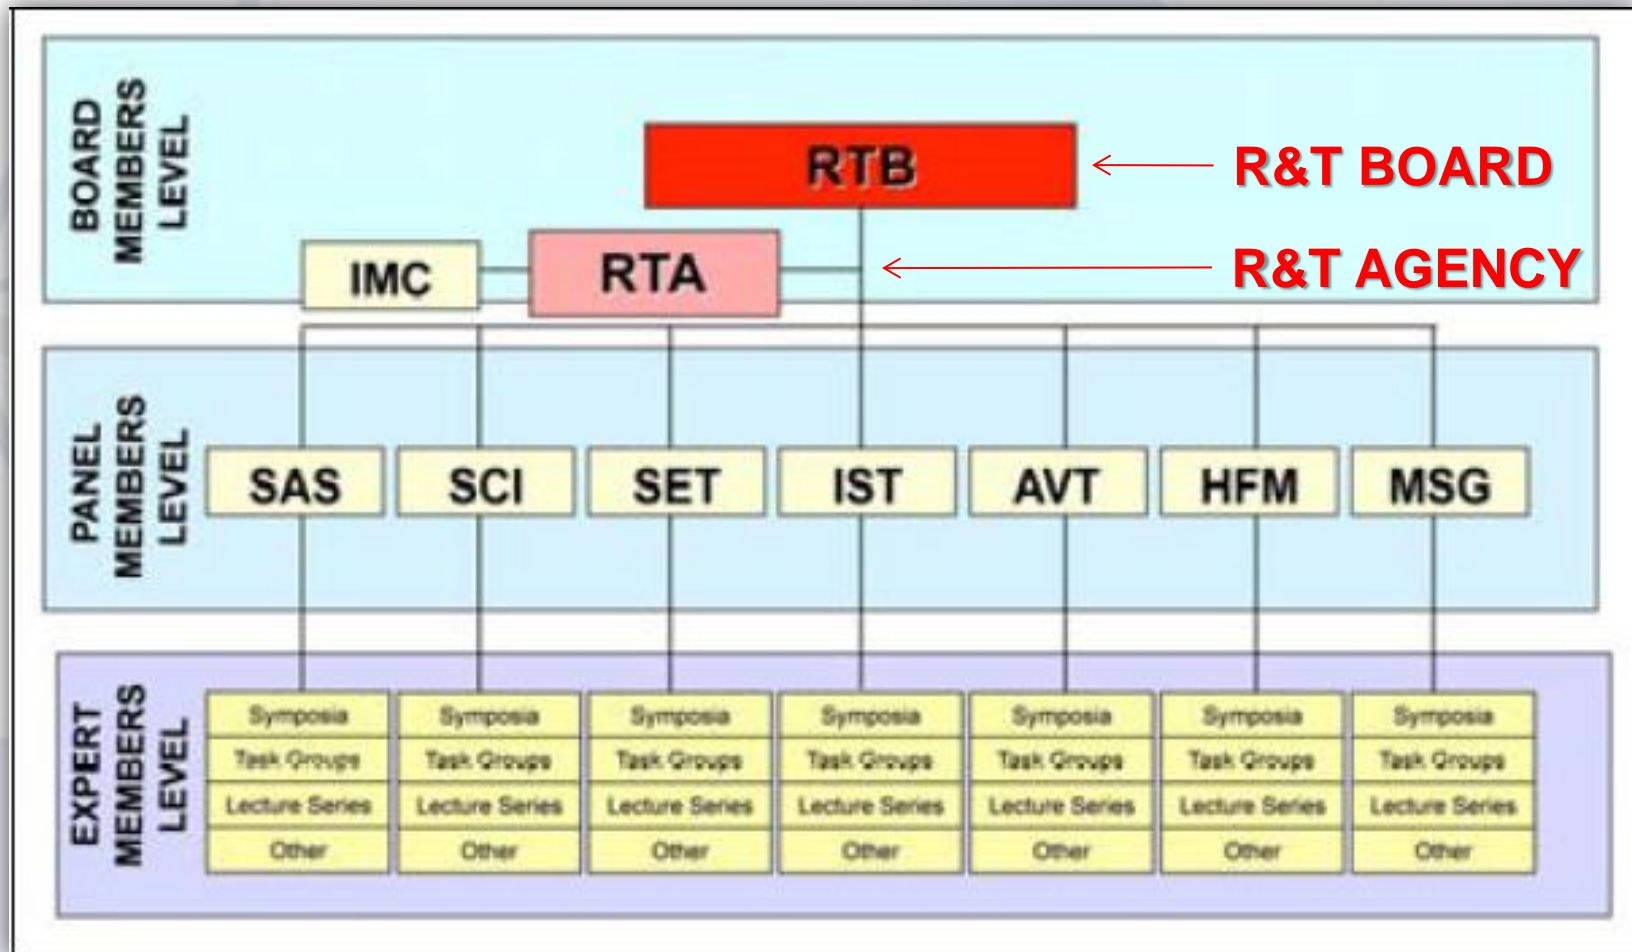 BOARD
MEMBERS
LEVEL
RTB
R&T BOARD
IMC
RTA
R&T AGENCY
PANEL
MEMBERS
LEVEL
SAS
SCI
SET
IST
AVT
HFM
MSG
EXPERT
MEMBERS
LEVEL
Symposia
Task Groups
Lecture Series
Other
Symposia
Task Groups
Lecture Series
Other
Symposia
Task Groups
Lecture Series
Other
Symposia
Task Groups
Lecture Series
Other
Symposia
Task Groups
Lecture Series
Other
Symposia
Task Groups
Lecture Series
Other
Symposia
Task Groups
Lecture Series
Other